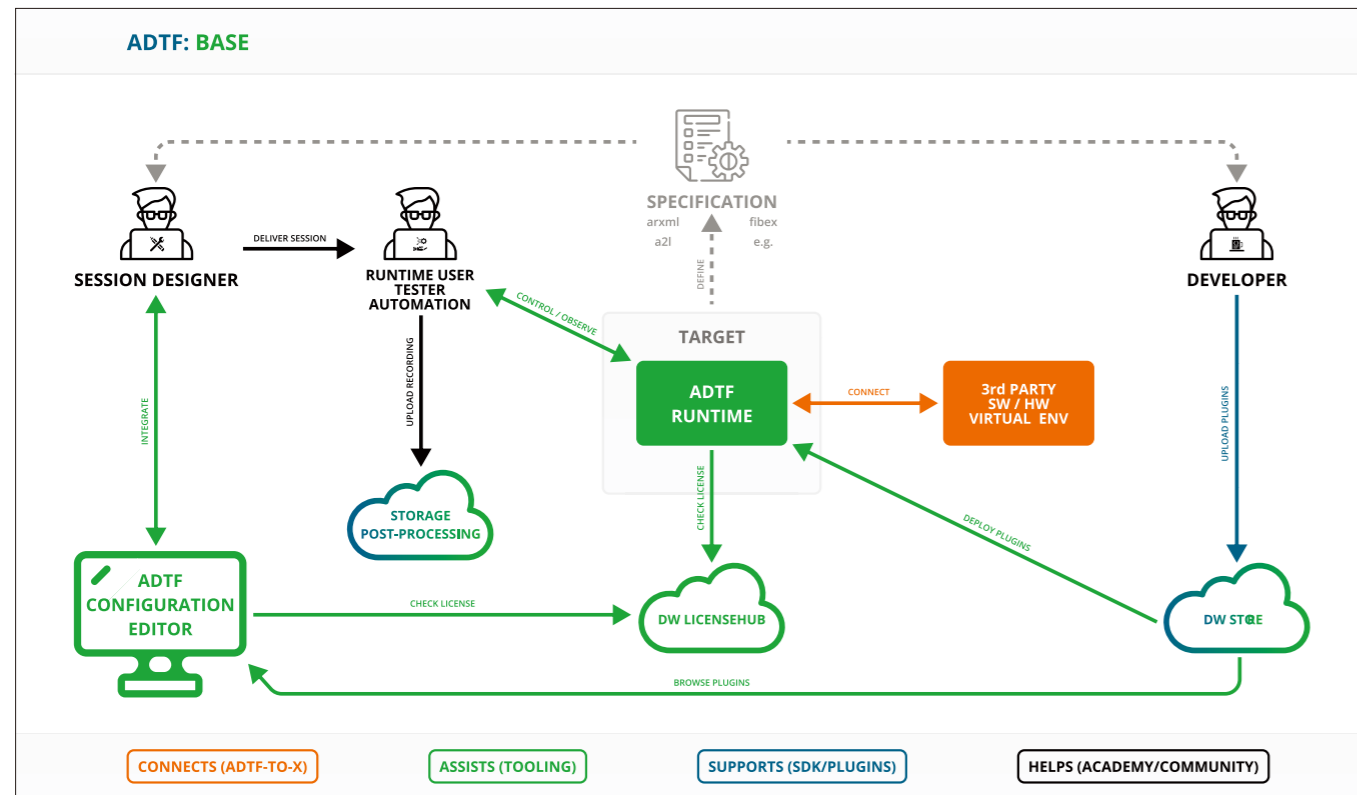 ADTF: BASE
SPECIFICATION
arxml
fibex
a2l
e.g.
DEFINE
SESSION DESIGNER
DELIVER SESSION
RUNTIME USER
TESTER
AUTOMATION
DEVELOPER
CONTROL / OBSERVE
TARGET
ADTF
RUNTIME
CONNECT
3rd PARTY
SW / HW
VIRTUAL ENV
INTEGRATE
UPLOAD RECORDING
UPLOAD PLUGINS
CHECK LICENSE
DEPLOY PLUGINS
STORAGE
POST-PROCESSING
ADTF
CONFIGURATION
EDITOR
CHECK LICENSE
DW LICENSEHUB
DW STORE
BROWSE PLUGINS
CONNECTS (ADTF-TO-X)
ASSISTS (TOOLING)
SUPPORTS (SDK/PLUGINS)
HELPS (ACADEMY/COMMUNITY)